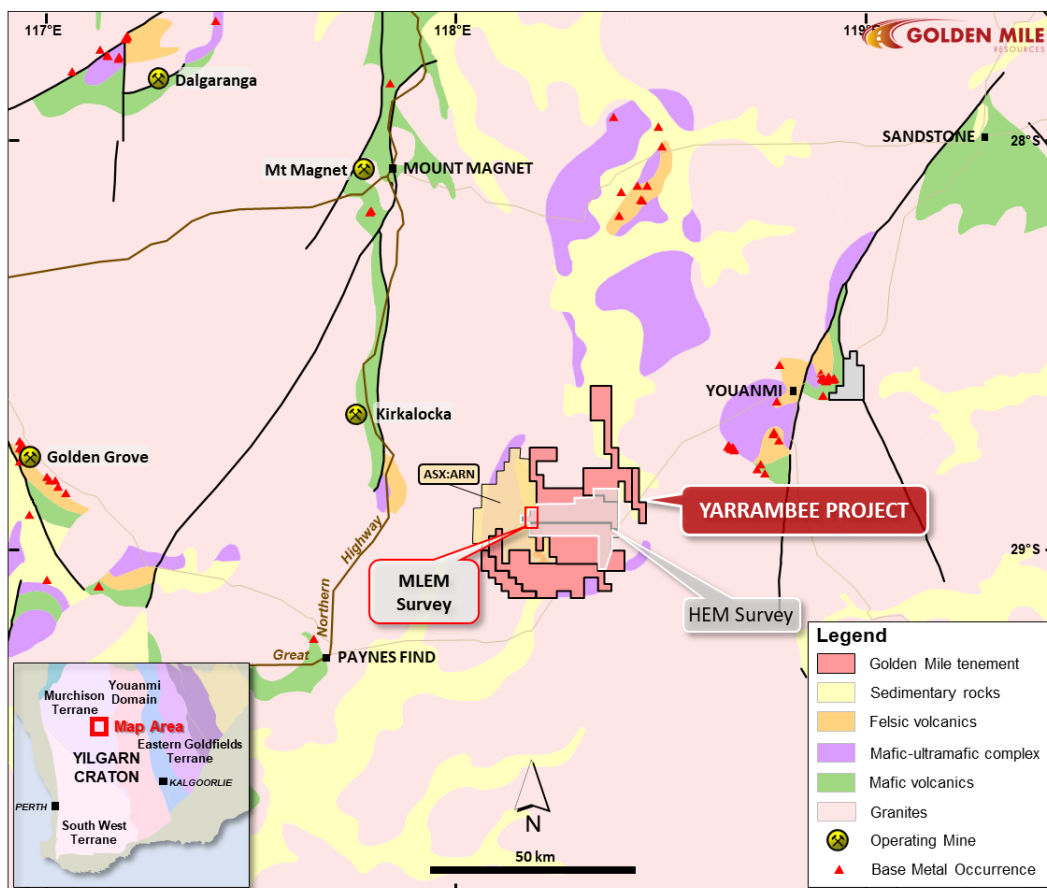 117°E
118°E
119°E
GOLDEN MILE
RESOURCES
Dalgaranga
28°S
SANDSTONE
Mt Magnet
MOUNT MAGNET
YOUANMI
Kirkalocka
Golden Grove
ASX:ARN
YARRAMBEE PROJECT
29°S
MLEM
Survey
HEM Survey
Great Northern Highway
PAYNES FIND
Murchison
Terrane
Youanmi
Domain
Map Area
YILGARN
CRATON
Eastern Goldfields
Terrane
KALGOORLIE
PERTH
South West
Terrane
N
50 km
Legend
Golden Mile tenement
Sedimentary rocks
Felsic volcanics
Mafic-ultramafic complex
Mafic volcanics
Granites
Operating Mine
Base Metal Occurrence